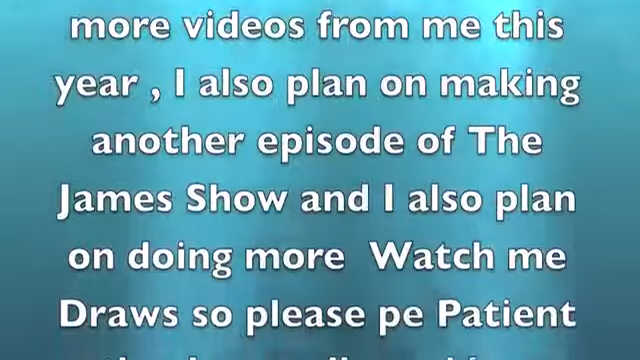 more videos from me this
year , I also plan on making
another episode of The
James Show and I also plan
on doing more  Watch me
Draws so please pe Patient